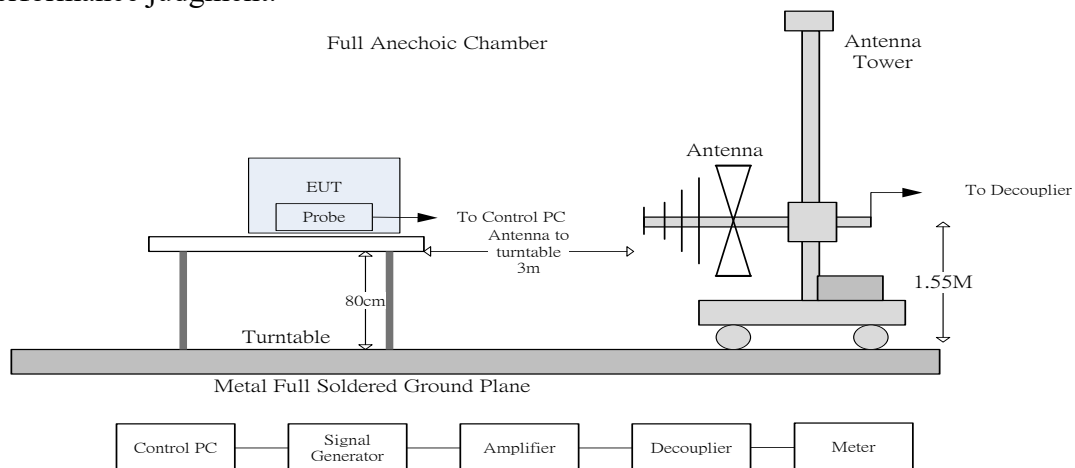 Full Anechoic Chamber
Antenna
Tower
Antenna
EUT
Probe
To Control PC
To Decouplier
Antenna to
turntable
3m
80cm
1.55M
Turntable
Metal Full Soldered Ground Plane
Control PC
Signal
Generator
Amplifier
Decouplier
Meter